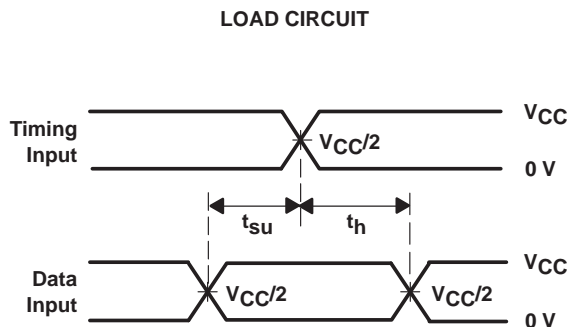 LOAD CIRCUIT
Timing
Input
VCC/2
VCC
0 V
tsu
th
Data
Input
VCC/2
VCC/2
VCC
0 V